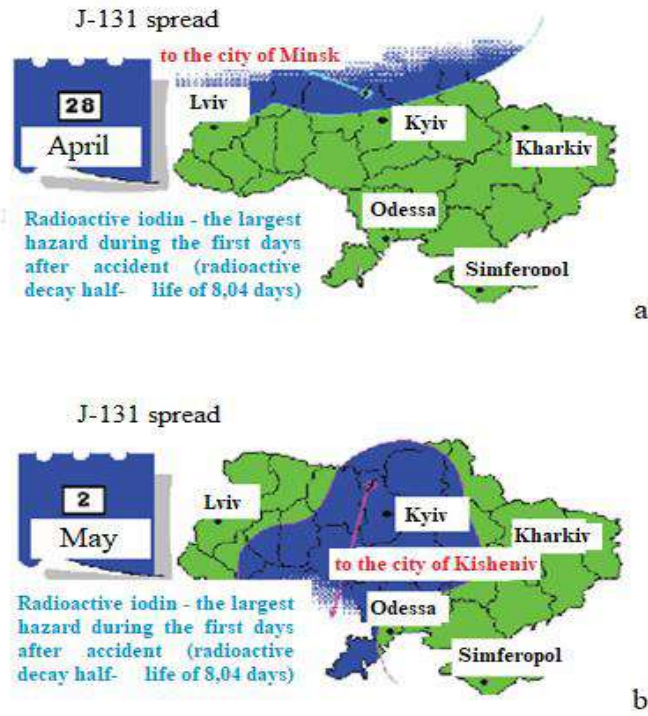 J-131 spread
to the city of Minsk
28
April
Lviv
Kyiv
Kharkiv
Odessa
Simferopol
Radioactive iodin - the largest
hazard during the first days
after accident (radioactive
decay half- life of 8,04 days)
a
J-131 spread
2
May
Lviv
Kyiv
Kharkiv
to the city of Kisheniv
Odessa
Simferopol
Radioactive iodin - the largest
hazard during the first days
after accident (radioactive
decay half- life of 8,04 days)
b